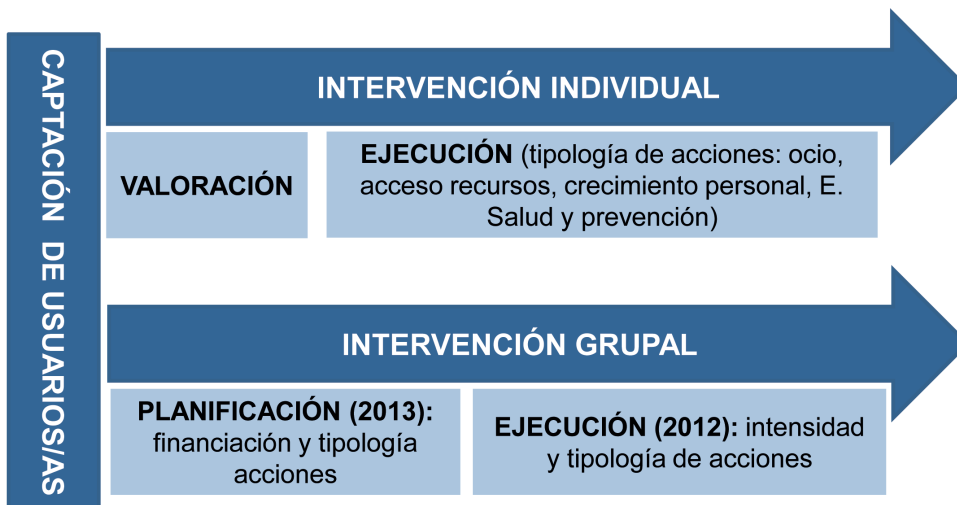 CAPTACIÓN DE USUARIOS/AS
INTERVENCIÓN INDIVIDUAL
VALORACIÓN
EJECUCIÓN (tipología de acciones: ocio,
acceso recursos, crecimiento personal, E.
Salud y prevención)
INTERVENCIÓN GRUPAL
PLANIFICACIÓN (2013):
financiación y tipología
acciones
EJECUCIÓN (2012): intensidad
y tipología de acciones